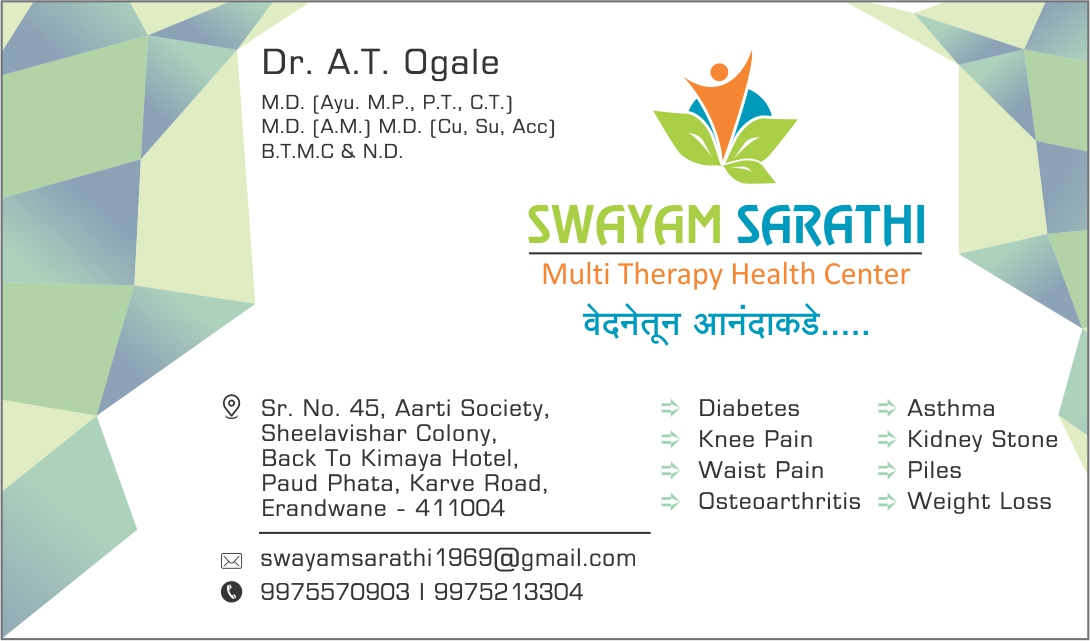 Dr. A.T. Ogale
M.D. (Ayu. M.P., P.T., C.T.)
M.D. (A.M.) M.D. (Cu, Su, Acc)
B.T.M.C & N.D.
SWAYAM SARATHI
Multi Therapy Health Center
वेदनेतून आनंदाकडे.....
Sr. No. 45, Aarti Society,
Sheelavishar Colony,
Back To Kimaya Hotel,
Paud Phata, Karve Road,
Erandwane - 411004
swayamsarathi1969@gmail.com
9975570903 | 9975213304
Diabetes
Knee Pain
Waist Pain
Osteoarthritis
Asthma
Kidney Stone
Piles
Weight Loss